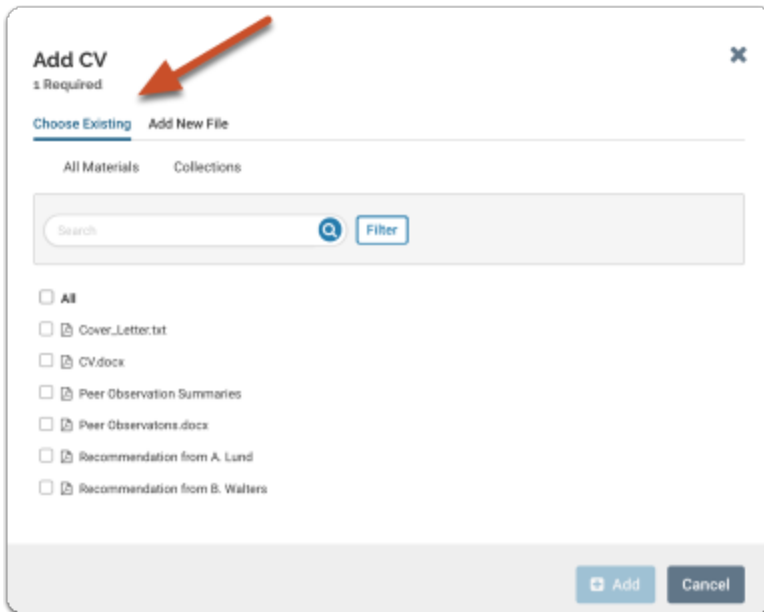 Add CV
1 Required
Choose Existing Add New File
All Materials Collections
Search Filter
All
Cover_Letter.txt
CV.docx
Peer Observation Summaries
Peer Observatons.docx
Recommendation from A. Lund
Recommendation from B. Walters
Add Cancel